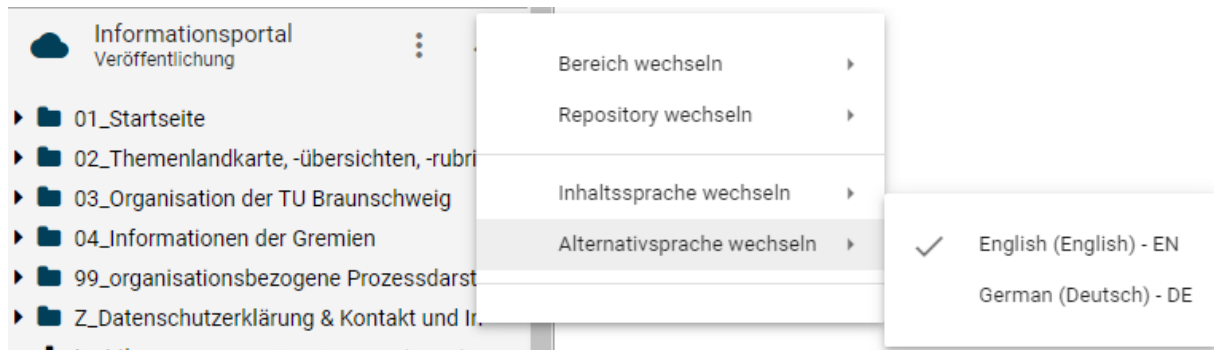 Informationsportal
Veröffentlichung
01_Startseite
02_Themenlandkarte, -übersichten, -rubri
03_Organisation der TU Braunschweig
04_Informationen der Gremien
99_organisationsbezogene Prozessdarst
Z_Datenschutzerklärung & Kontakt und
Bereich wechseln
Repository wechseln
Inhaltssprache wechseln
Alternativsprache wechseln
English (English) - EN
German (Deutsch) - DE